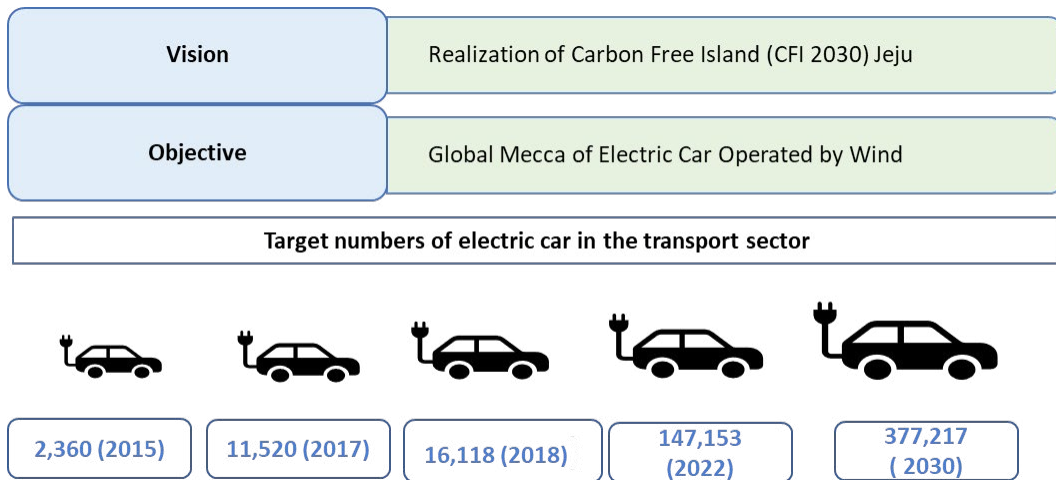 Vision
Realization of Carbon Free Island (CFI 2030) Jeju
Objective
Global Mecca of Electric Car Operated by Wind
Target numbers of electric car in the transport sector
2,360 (2015)
11,520 (2017)
16,118 (2018)
147,153
(2022)
377,217
( 2030)